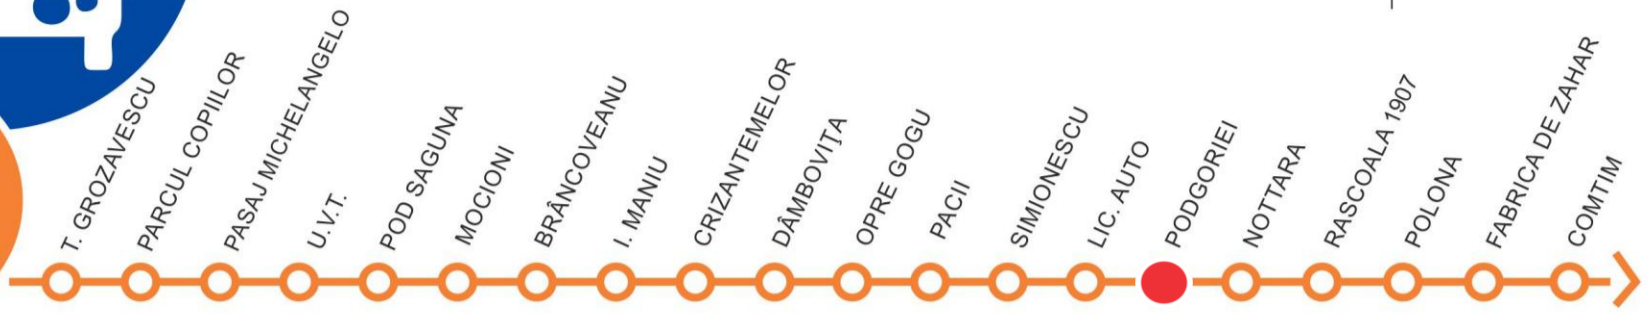 T. GROZAVESCU
PARCUL COPIILOR
PASAJ MICHELANGELO
U.V.T.
POD SAGUNA
MOCIONI
BRÂNCOVEANU
I. MANIU
CRIZANTEMELOR
DÂMBOVIŢA
OPRE GOGU
PACII
SIMIONESCU
LIC. AUTO
PODGORIEI
NOTTARA
RASCOALA 1907
POLONA
FABRICA DE ZAHAR
COMTIM